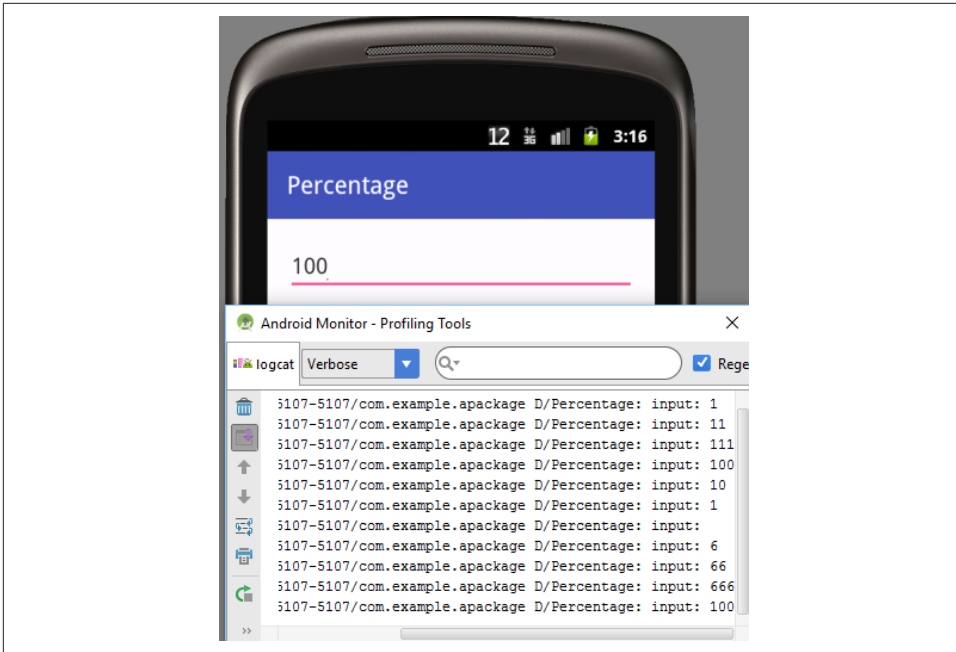 12 3G 3:16
Percentage
100
Android Monitor - Profiling Tools
logcat Verbose Rege
5107-5107/com.example.apackage D/Percentage: input: 1
5107-5107/com.example.apackage D/Percentage: input: 11
5107-5107/com.example.apackage D/Percentage: input: 111
5107-5107/com.example.apackage D/Percentage: input: 100
5107-5107/com.example.apackage D/Percentage: input: 10
5107-5107/com.example.apackage D/Percentage: input: 1
5107-5107/com.example.apackage D/Percentage: input:
5107-5107/com.example.apackage D/Percentage: input: 6
5107-5107/com.example.apackage D/Percentage: input: 66
5107-5107/com.example.apackage D/Percentage: input: 666
5107-5107/com.example.apackage D/Percentage: input: 100